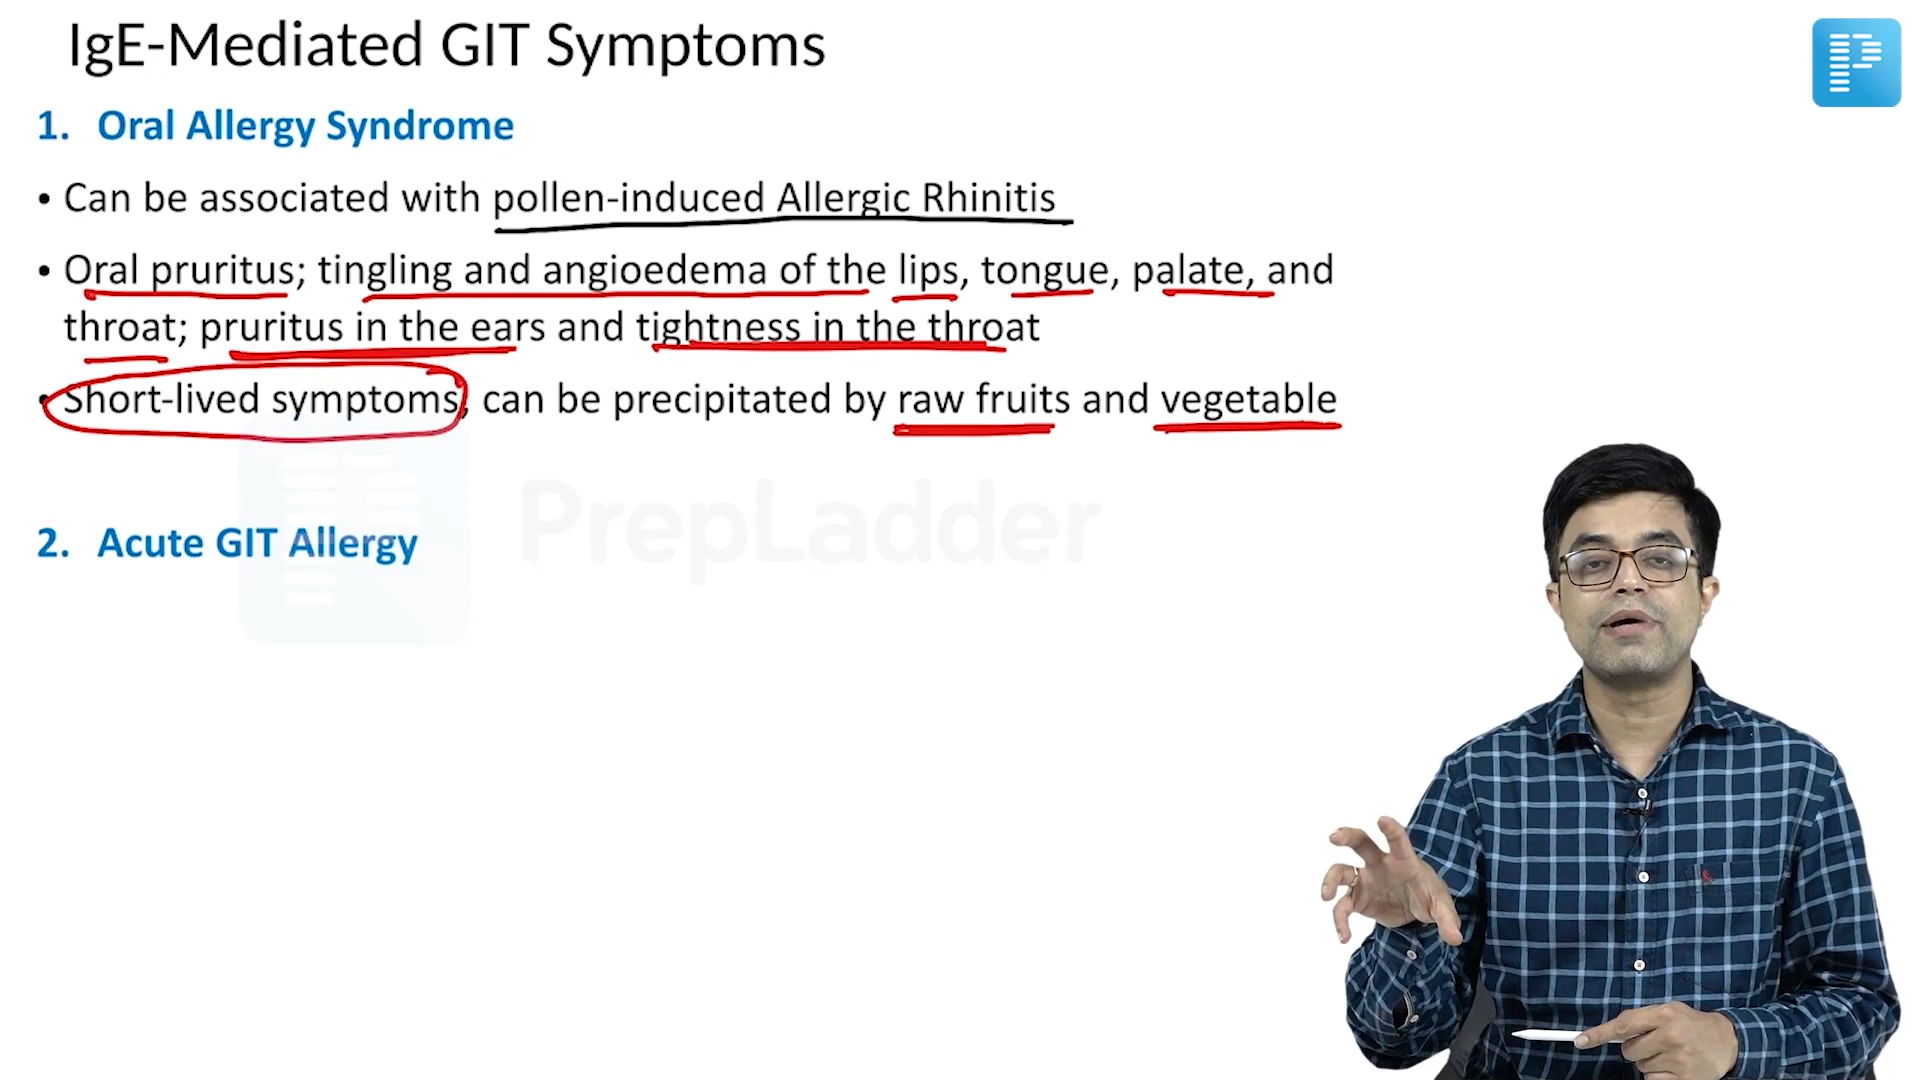 IgE-Mediated GIT Symptoms
1. Oral Allergy Syndrome
• Can be associated with pollen-induced Allergic Rhinitis
• Oral pruritus; tingling and angioedema of the lips, tongue, palate, and
throat; pruritus in the ears and tightness in the throat
• Short-lived symptoms, can be precipitated by raw fruits and vegetable
PrepLadder
2. Acute GIT Allergy